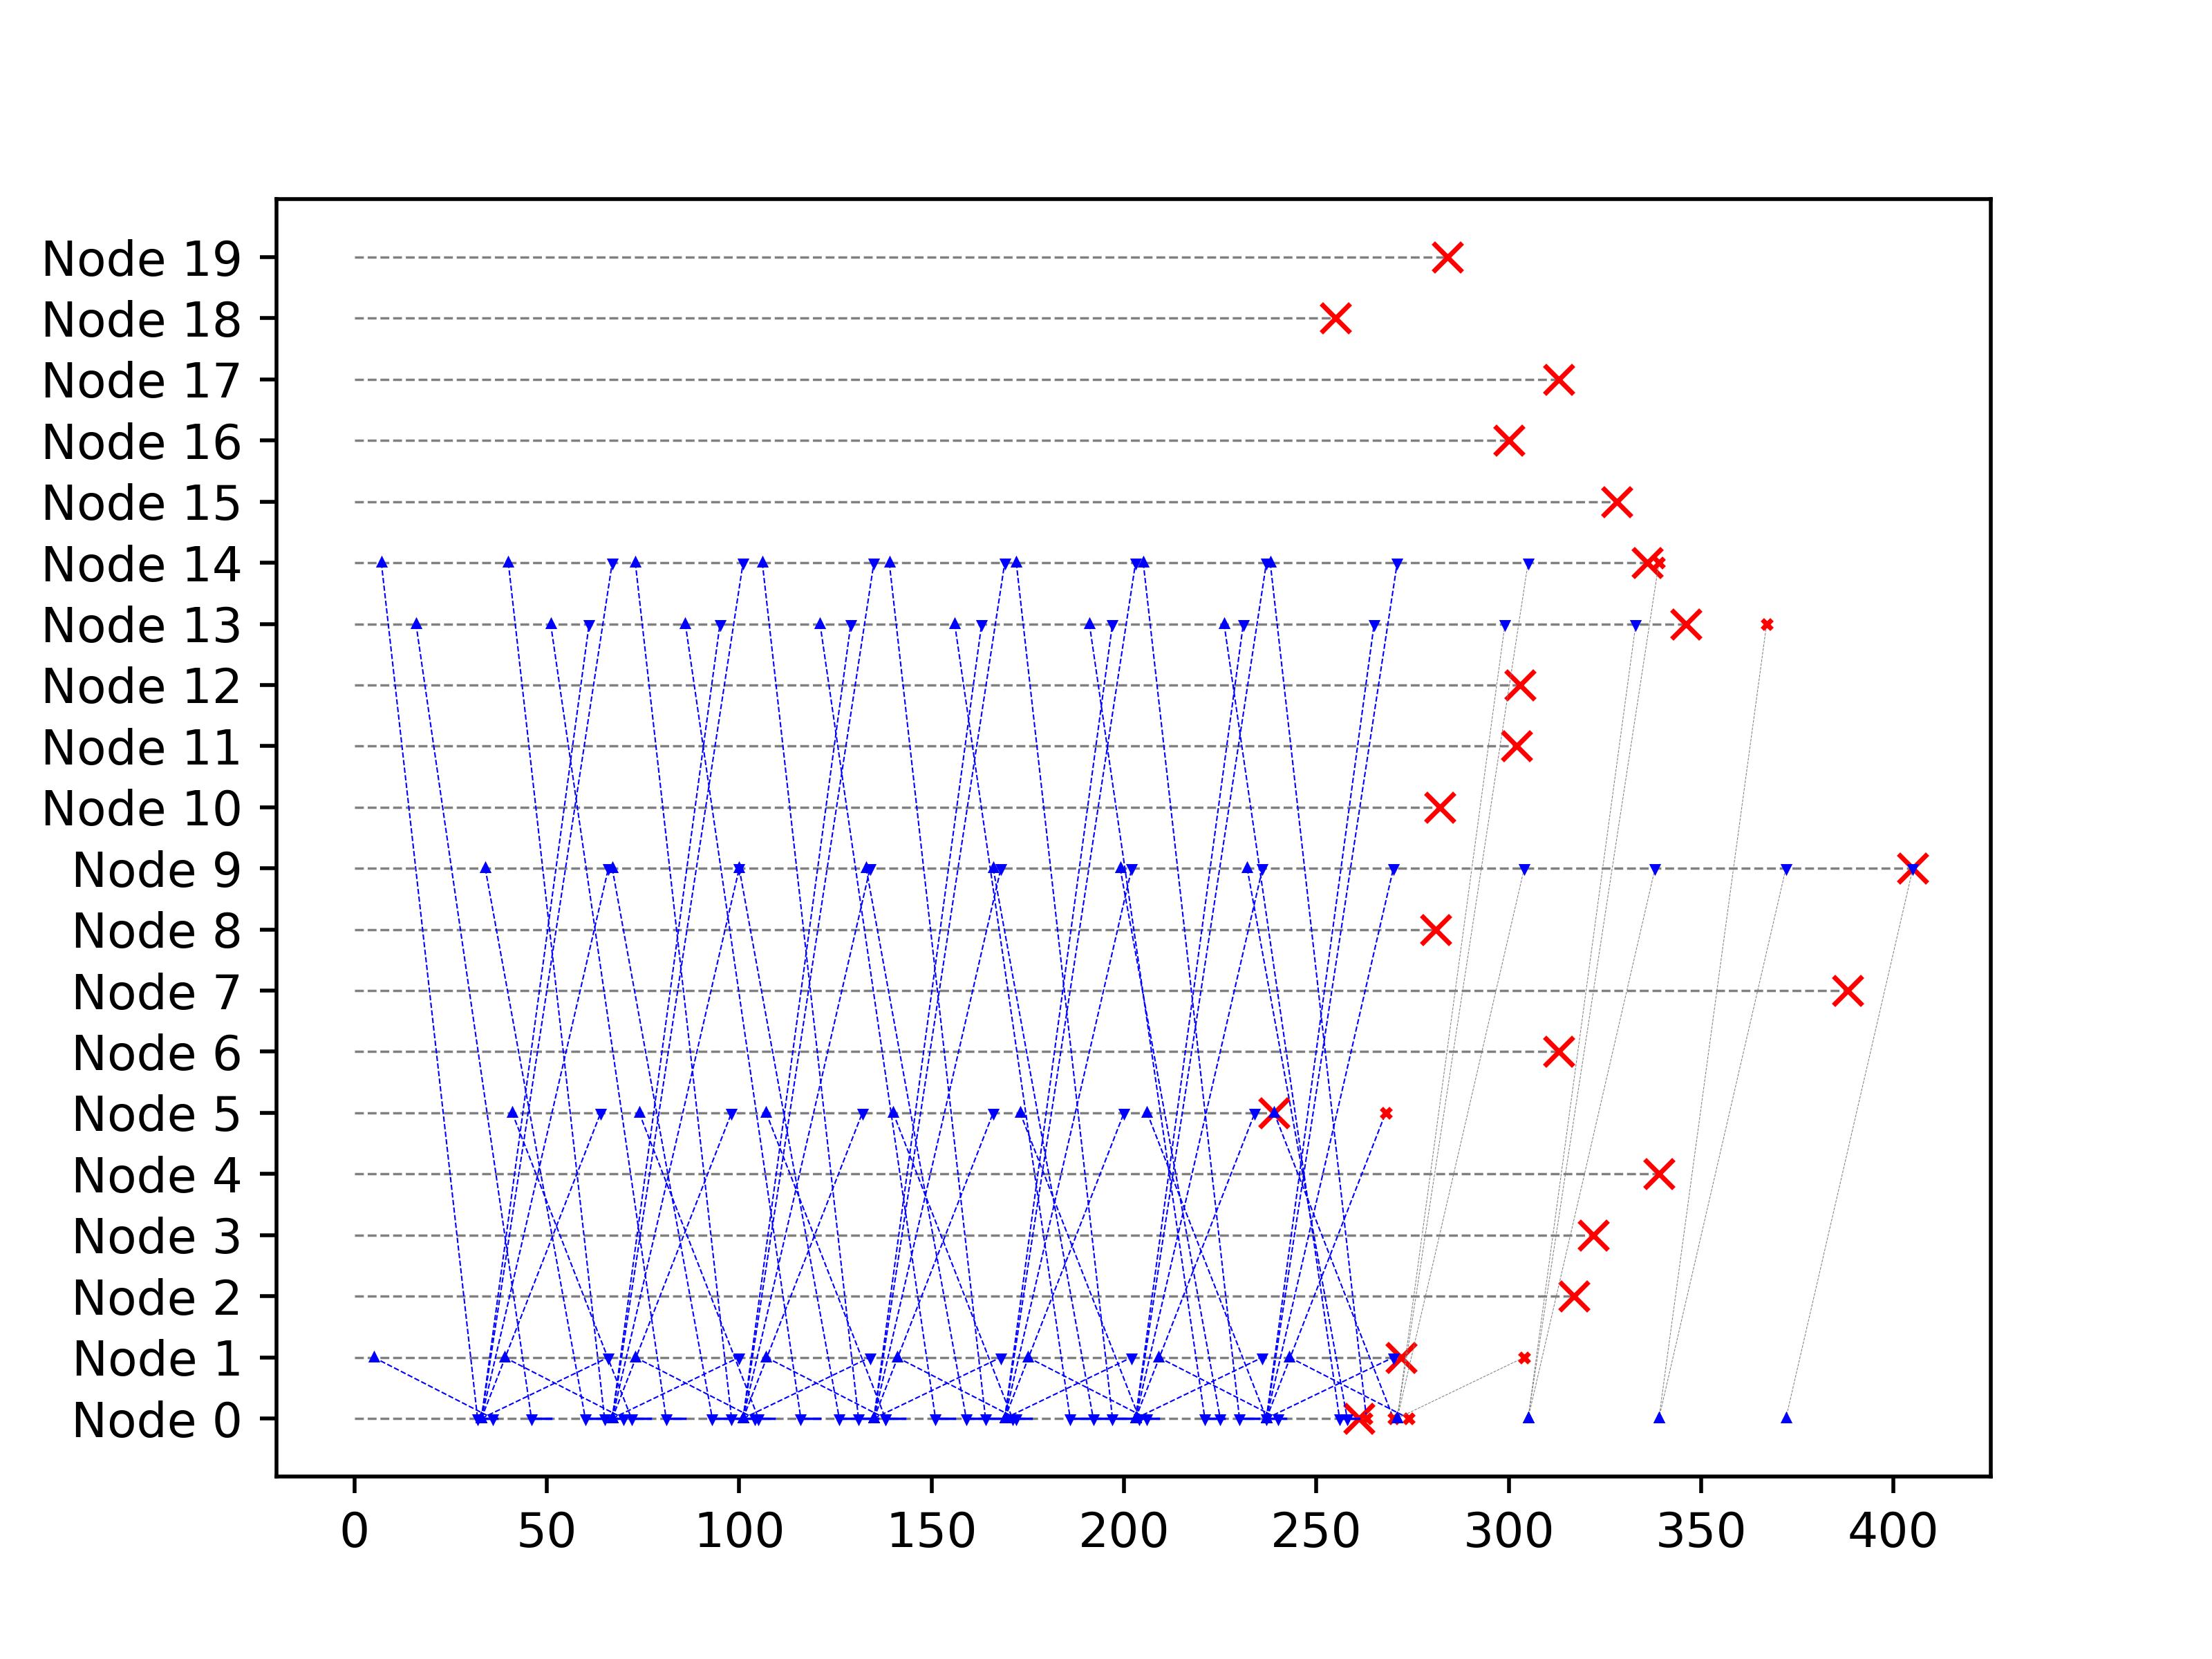 Node 19
Node 18
Node 17
Node 16
Node 15
Node 14
Node 13
Node 12
Node 11
Node 10
Node 9
Node 8
Node 7
Node 6
Node 5
Node 4
Node 3
Node 2
Node 1
Node 0
0 50 100 150 200 250 300 350 400